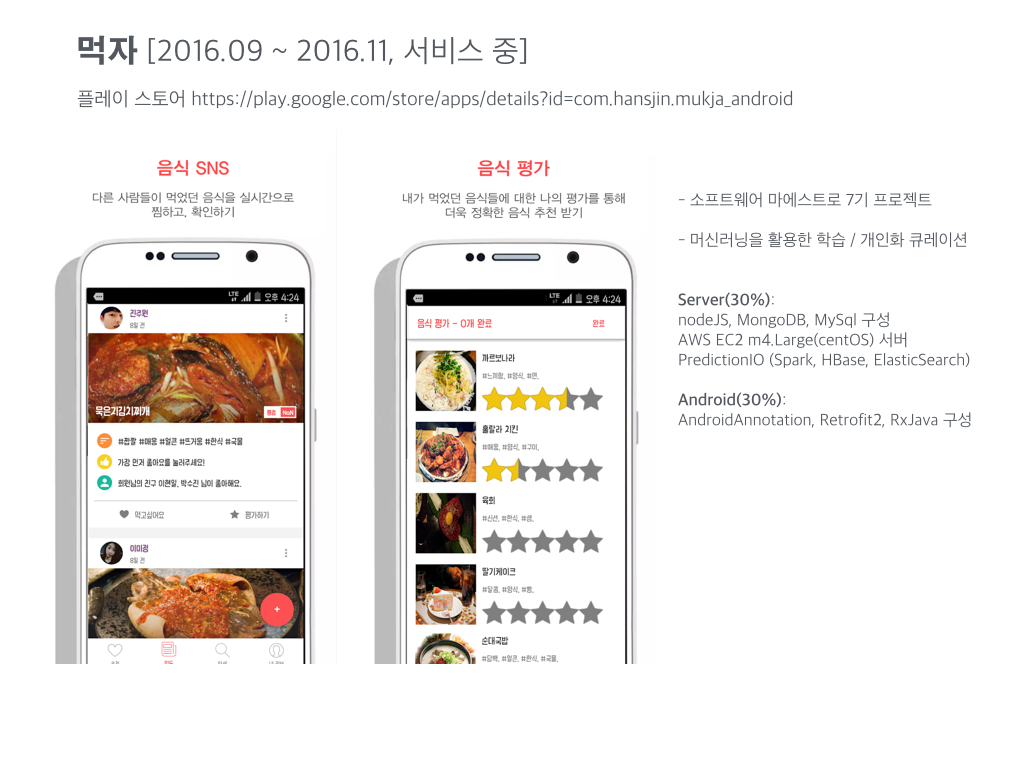 먹자 [2016.09 ~ 2016.11, 서비스 중]
플레이 스토어 https://play.google.com/store/apps/details?id=com.hansjin.mukja_android
음식 SNS
다른 사람들이 먹었던 음식을 실시간으로
찜하고, 확인하기
LTE 오후 4:24
진주원
8일 전
묵은지김치찌개
NaN
#찹쌀 #매콤 #얼큰 #뜨거움 #한식 #국물
가장 먼저 좋아요를 눌러주세요!
회원님의 친구 이현일, 박수진 님이 좋아해요.
먹고싶어요 평가하기
이미경
8일 전
+
음식 평가
내가 먹었던 음식들에 대한 나의 평가를 통해
더욱 정확한 음식 추천 받기
LTE 오후 4:24
음식 평가 - 0개 완료 완료
까르보나라
#느끼함, #양식, #면,
훌랄라 치킨
#매콤, #양식, #구이,
육회
#신선, #한식, #생,
딸기케이크
#달콤, #양식, #빵,
순대국밥
#담백, #얼큰, #한식, #국물,
- 소프트웨어 마에스트로 7기 프로젝트
- 머신러닝을 활용한 학습 / 개인화 큐레이션
Server(30%):
nodeJS, MongoDB, MySql 구성
AWS EC2 m4.Large(centOS) 서버
PredictionIO (Spark, HBase, ElasticSearch)
Android(30%):
AndroidAnnotation, Retrofit2, RxJava 구성